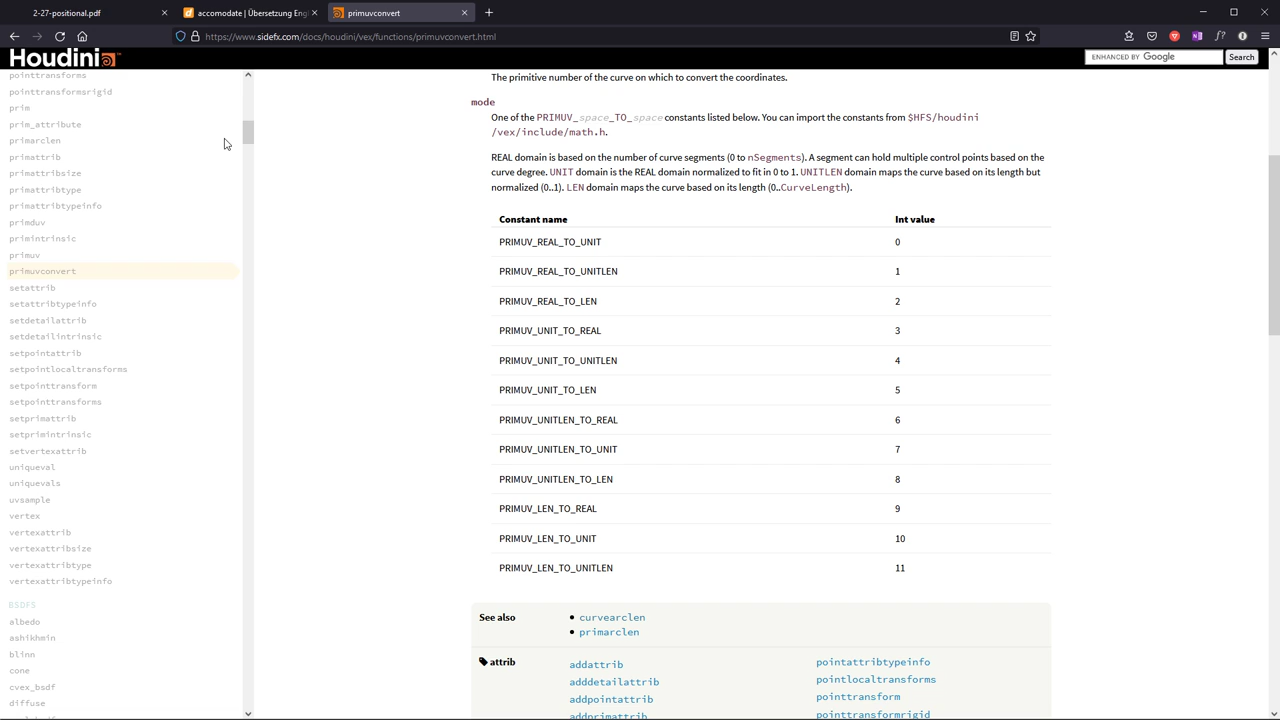 2-27-positional.pdf
accomodate | Übersetzung Eng
primuvconvert
https://www.sidefx.com/docs/houdini/vex/functions/primuvconvert.html
Houdini
ENHANCED BY Google
Search
pointtransforms
pointtransformsrigid
prim
prim_attribute
primarclen
primattrib
primattribsize
primattribtype
primattribtypeinfo
primduv
primintrinsic
primuv
primuvconvert
setattrib
setattribtypeinfo
setdetailattrib
setdetailintrinsic
setpointattrib
setpointlocaltransforms
setpointtransform
setpointtransforms
setprimattrib
setprimintrinsic
setvertexattrib
uniqueval
uniquevals
uvsample
vertex
vertexattrib
vertexattribsize
vertexattribtype
vertexattribtypeinfo
BSDFS
albedo
ashikhmin
blinn
cone
cvex_bsdf
diffuse
The primitive number of the curve on which to convert the coordinates.
mode
One of the PRIMUV_space_TO_space constants listed below. You can import the constants from $HFS/houdini
/vex/include/math.h.
REAL domain is based on the number of curve segments (0 to nSegments). A segment can hold multiple control points based on the
curve degree. UNIT domain is the REAL domain normalized to fit in 0 to 1. UNITLEN domain maps the curve based on its length but
normalized (0..1). LEN domain maps the curve based on its length (0..CurveLength).
Constant name Int value
PRIMUV_REAL_TO_UNIT 0
PRIMUV_REAL_TO_UNITLEN 1
PRIMUV_REAL_TO_LEN 2
PRIMUV_UNIT_TO_REAL 3
PRIMUV_UNIT_TO_UNITLEN 4
PRIMUV_UNIT_TO_LEN 5
PRIMUV_UNITLEN_TO_REAL 6
PRIMUV_UNITLEN_TO_UNIT 7
PRIMUV_UNITLEN_TO_LEN 8
PRIMUV_LEN_TO_REAL 9
PRIMUV_LEN_TO_UNIT 10
PRIMUV_LEN_TO_UNITLEN 11
See also
• curvearclen
• primarclen
attrib
addattrib
adddetailattrib
addpointattrib
addprimattrib
pointattribtypeinfo
pointlocaltransforms
pointtransform
pointtransformrigid